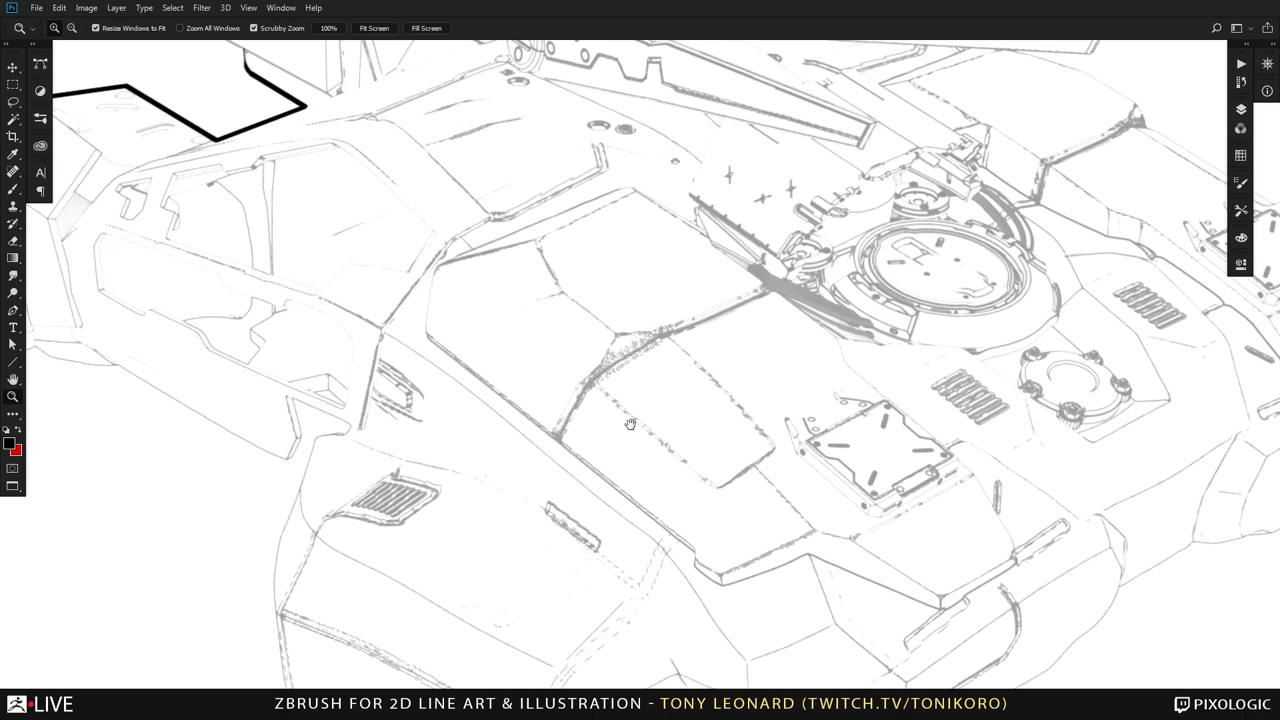 Ps File Edit Image Layer Type Select Filter 3D View Window Help
Resize Windows to Fit Zoom All Windows Scrubby Zoom 100% Fit Screen Fill Screen
LIVE ZBRUSH FOR 2D LINE ART & ILLUSTRATION - TONY LEONARD (TWITCH.TV/TONIKORO) PIXOLOGIC